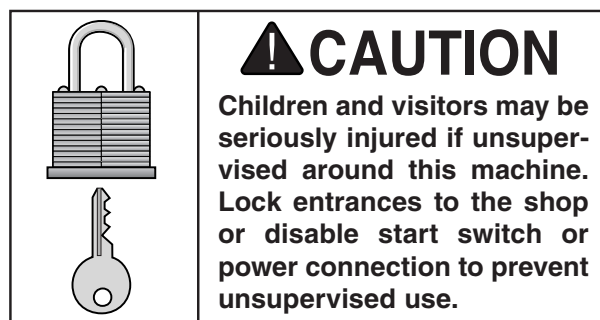 CAUTION
Children and visitors may be
seriously injured if unsuper-
vised around this machine.
Lock entrances to the shop
or disable start switch or
power connection to prevent
unsupervised use.